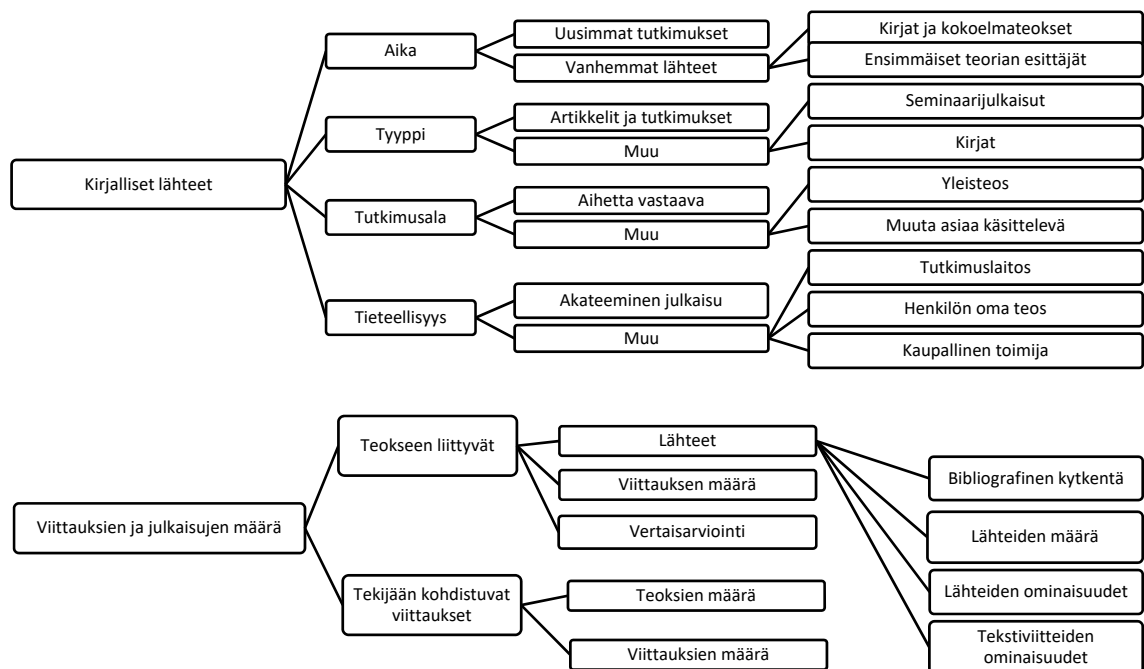 Kirjalliset lähteet
Aika
Uusimmat tutkimukset
Vanhemmat lähteet
Kirjat ja kokoelmateokset
Ensimmäiset teorian esittäjät
Tyyppi
Artikkelit ja tutkimukset
Muu
Seminaarijulkaisut
Kirjat
Tutkimusala
Aihetta vastaava
Muu
Yleisteos
Muuta asiaa käsittelevä
Tieteellisyys
Akateeminen julkaisu
Muu
Tutkimuslaitos
Henkilön oma teos
Kaupallinen toimija
Viittauksien ja julkaisujen määrä
Teokseen liittyvät
Lähteet
Bibliografinen kytkentä
Lähteiden määrä
Lähteiden ominaisuudet
Tekstiviitteiden
ominaisuudet
Viittauksen määrä
Vertaisarviointi
Tekijään kohdistuvat
viittaukset
Teoksien määrä
Viittauksien määrä